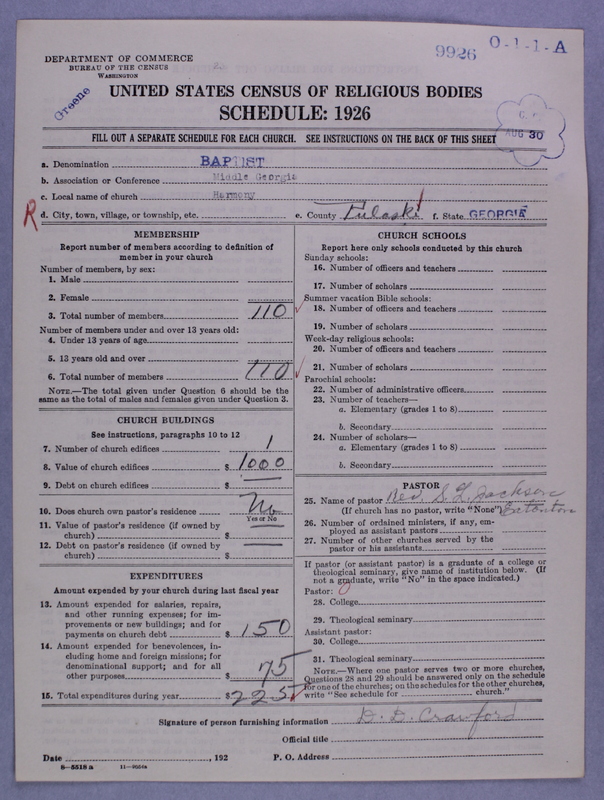 9926 O-1-1-A
DEPARTMENT OF COMMERCE
BUREAU OF THE CENSUS
WASHINGTON
Greene
UNITED STATES CENSUS OF RELIGIOUS BODIES
SCHEDULE: 1926
AUG 30
FILL OUT A SEPARATE SCHEDULE FOR EACH CHURCH. SEE INSTRUCTIONS ON THE BACK OF THIS SHEET
a. Denomination BAPTIST
b. Association or Conference Middle Georgia
c. Local name of church Harmony
R d. City, town, village, or township, etc. e. County Pulaski f. State GEORGIA
MEMBERSHIP
Report number of members according to definition of
member in your church
Number of members, by sex:
1. Male
2. Female
3. Total number of members 110
Number of members under and over 13 years old:
4. Under 13 years of age
5. 13 years old and over
6. Total number of members 110
NOTE.—The total given under Question 6 should be the
same as the total of males and females given under Question 3.
CHURCH BUILDINGS
See instructions, paragraphs 10 to 12
7. Number of church edifices 1
8. Value of church edifices $ 1000
9. Debt on church edifices $
10. Does church own pastor's residence No
Yes or No
11. Value of pastor's residence (if owned by
church) $
12. Debt on pastor's residence (if owned by
church) $
EXPENDITURES
Amount expended by your church during last fiscal year
13. Amount expended for salaries, repairs,
and other running expenses; for im-
provements or new buildings; and for
payments on church debt $ 150
14. Amount expended for benevolences, in-
cluding home and foreign missions; for
denominational support; and for all
other purposes $ 75
15. Total expenditures during year $ 225
CHURCH SCHOOLS
Report here only schools conducted by this church
Sunday schools:
16. Number of officers and teachers
17. Number of scholars
Summer vacation Bible schools:
18. Number of officers and teachers
19. Number of scholars
Week-day religious schools:
20. Number of officers and teachers
21. Number of scholars
Parochial schools:
22. Number of administrative officers
23. Number of teachers—
a. Elementary (grades 1 to 8)
b. Secondary
24. Number of scholars—
a. Elementary (grades 1 to 8)
b. Secondary
PASTOR
25. Name of pastor Rev. S. L. Jackson
(If church has no pastor, write "None") Eatonton
26. Number of ordained ministers, if any, em-
ployed as assistant pastors
27. Number of other churches served by the
pastor or his assistants
If pastor (or assistant pastor) is a graduate of a college or
theological seminary, give name of institution below. (If
not a graduate, write "No" in the space indicated.)
Pastor:
28. College
29. Theological seminary
Assistant pastor:
30. College
31. Theological seminary
NOTE.—Where one pastor serves two or more churches,
Questions 28 and 29 should be answered only on the schedule
for one of the churches; on the schedules for the other churches,
write "See schedule for church."
Signature of person furnishing information D. D. Crawford
Official title
Date , 192 P. O. Address
8—5518 a